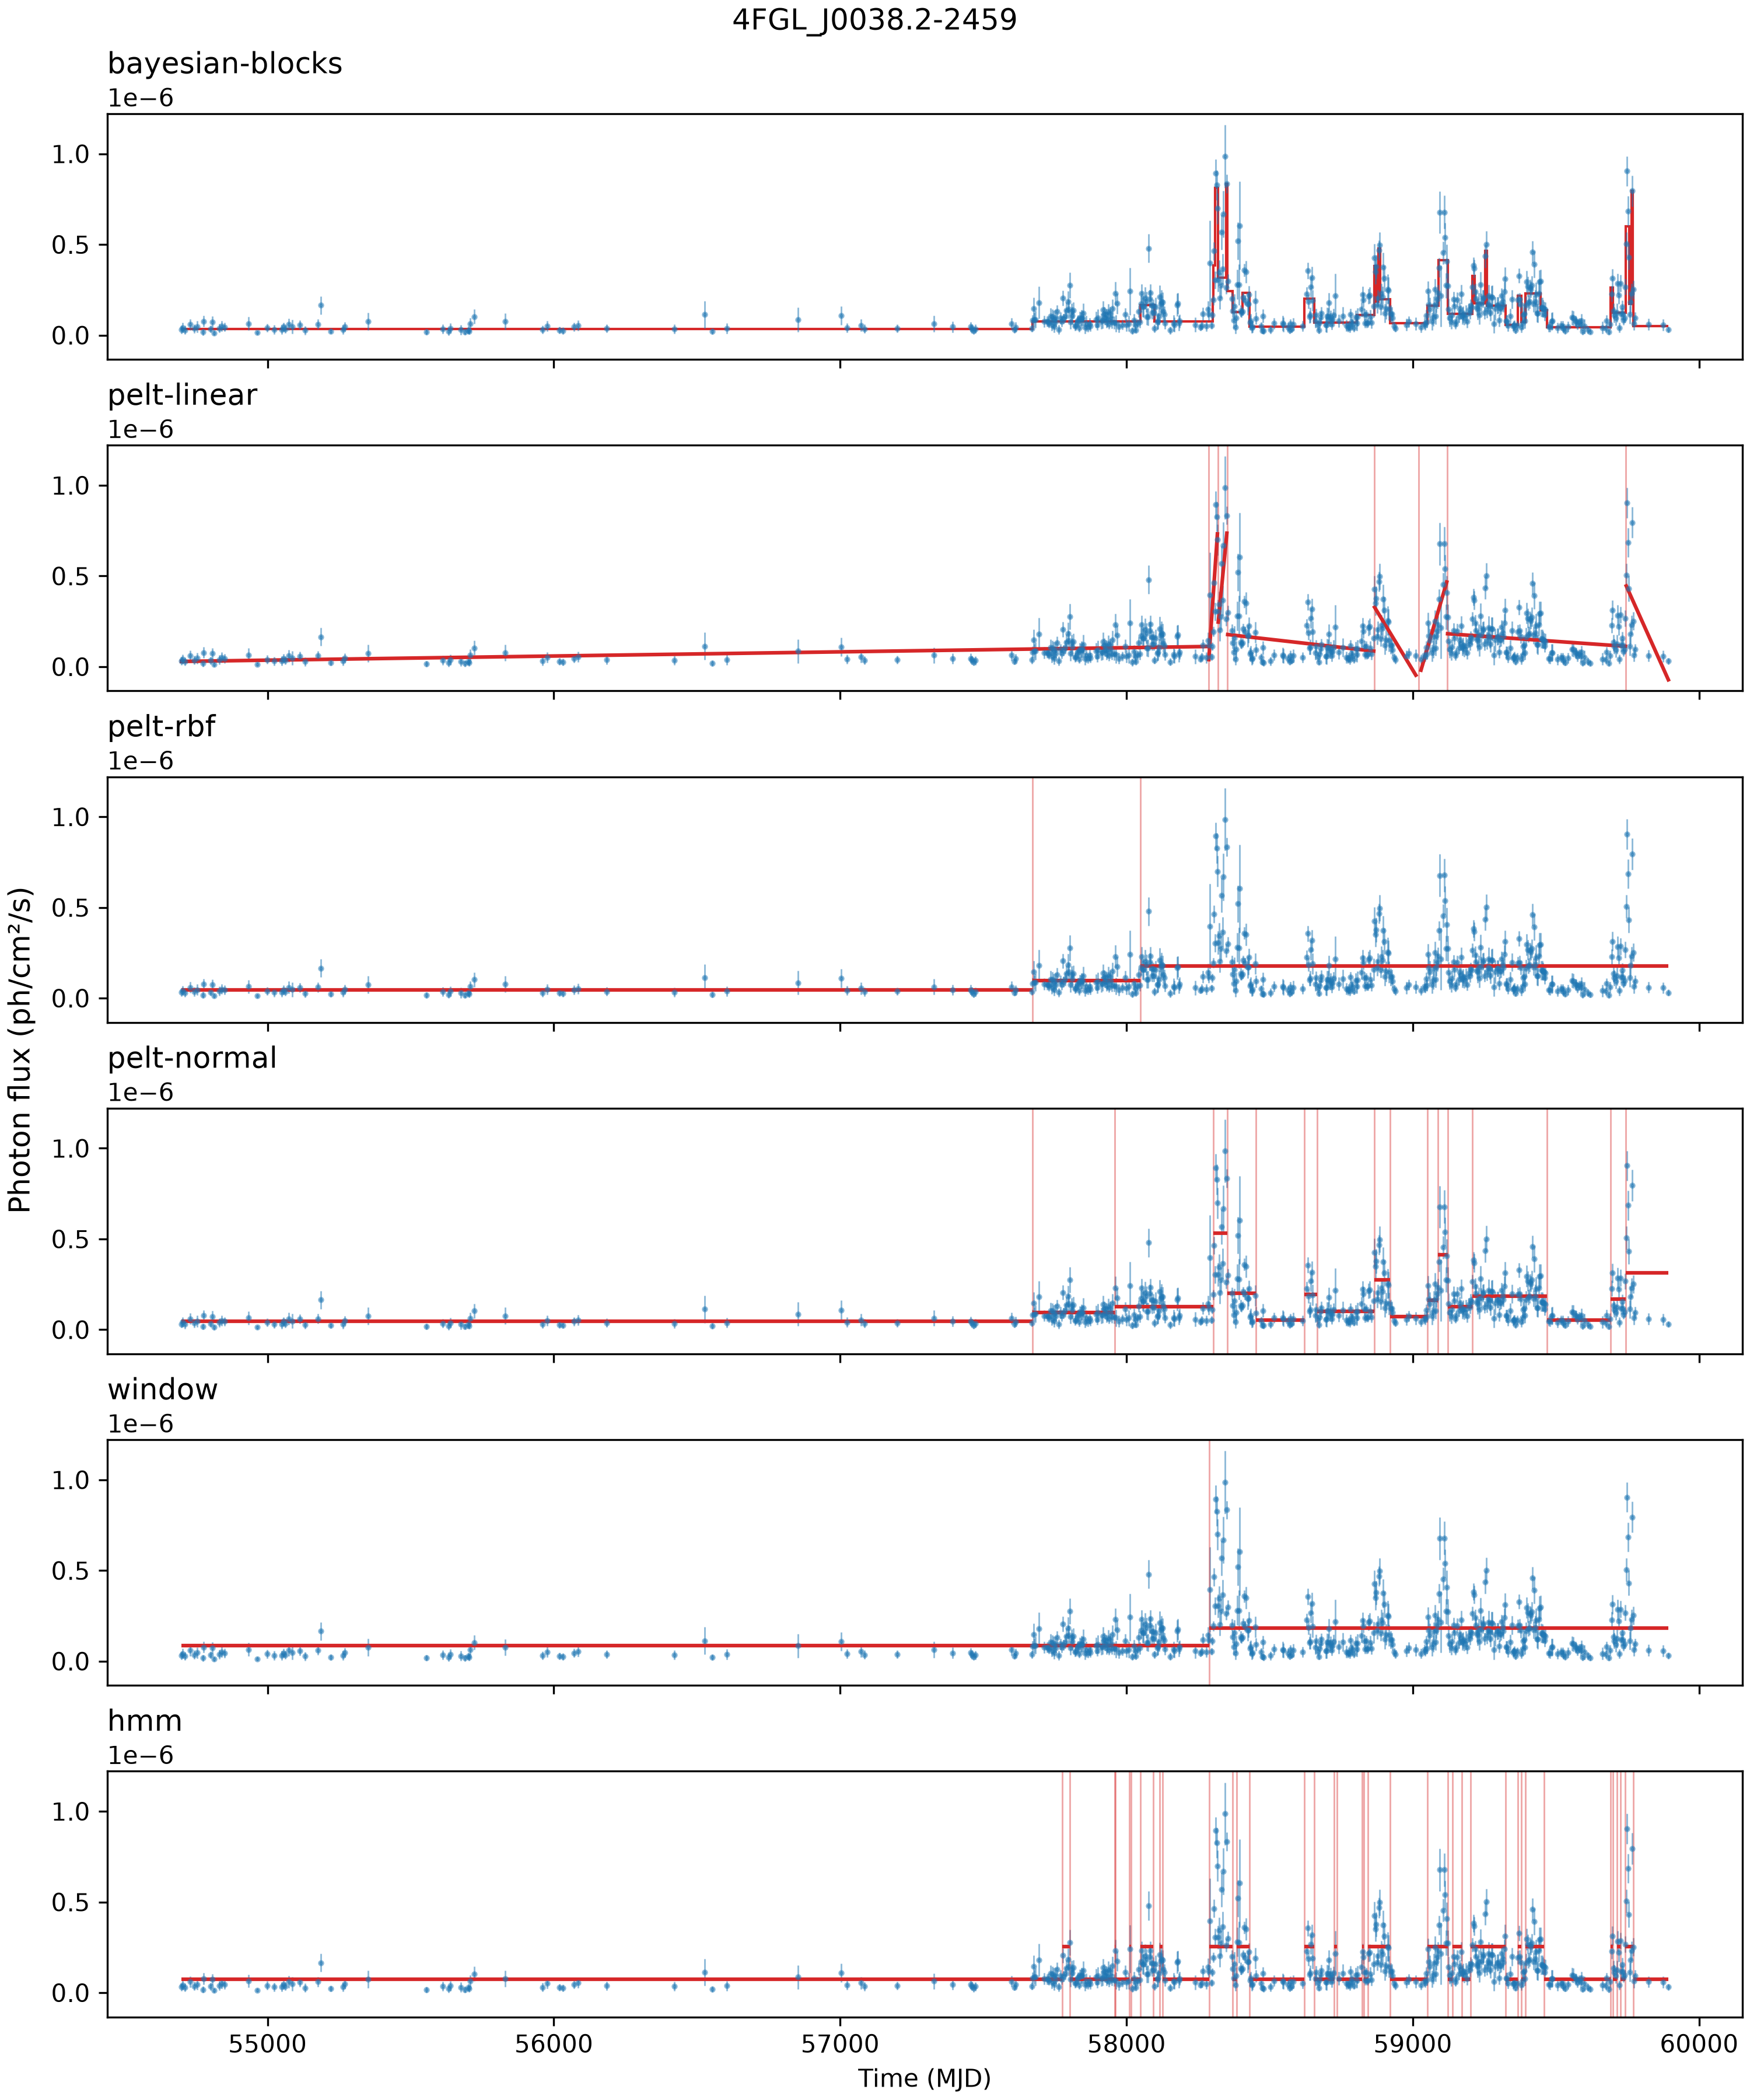 4FGL_J0038.2-2459
bayesian-blocks
1e−6
1.0
0.5
0.0
pelt-linear
1e−6
1.0
0.5
0.0
pelt-rbf
1e−6
1.0
0.5
0.0
pelt-normal
1e−6
1.0
0.5
0.0
window
1e−6
1.0
0.5
0.0
hmm
1e−6
1.0
0.5
0.0
Photon flux (ph/cm²/s)
55000 56000 57000 58000 59000 60000
Time (MJD)